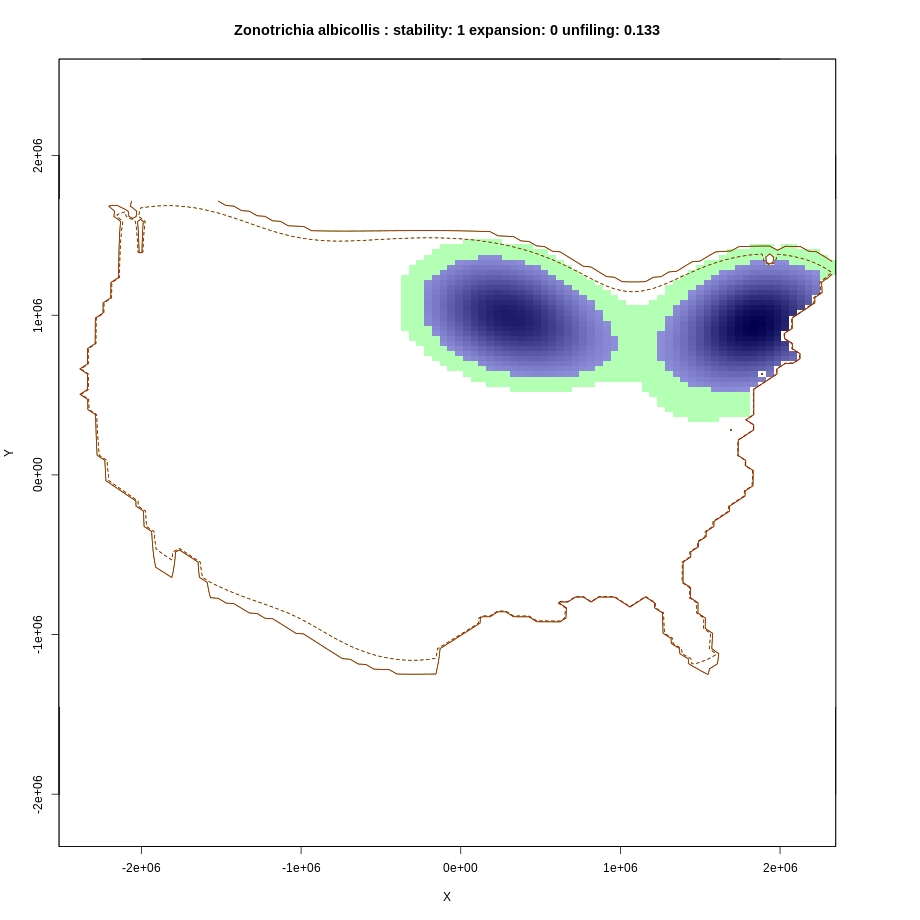 Zonotrichia albicollis : stability: 1 expansion: 0 unfiling: 0.133
2e+06
1e+06
Y
0e+00
-1e+06
-2e+06
-2e+06 -1e+06 0e+00 1e+06 2e+06
X